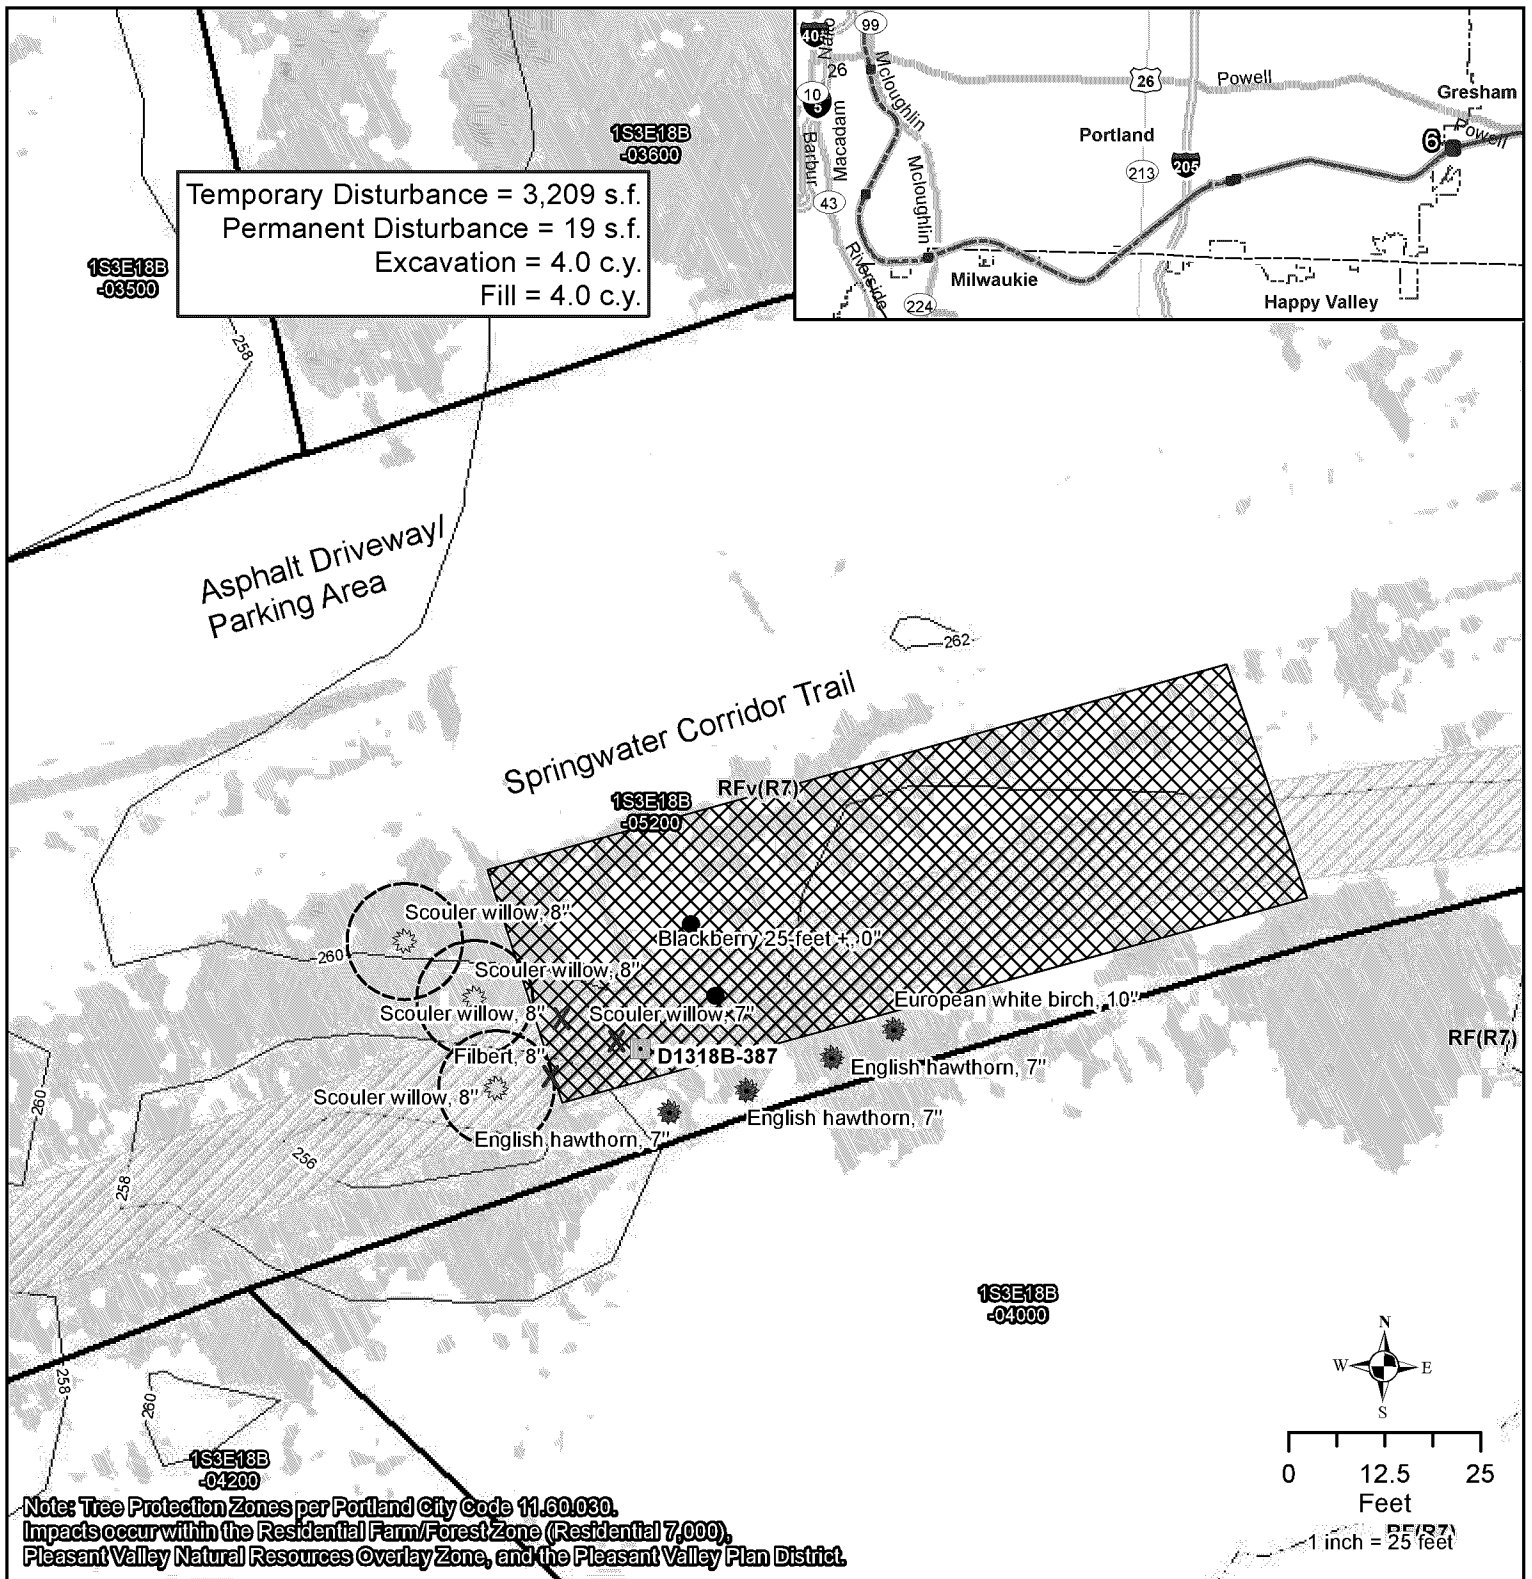 1S3E18B
-03600
Temporary Disturbance = 3,209 s.f.
Permanent Disturbance = 19 s.f.
Excavation = 4.0 c.y.
Fill = 4.0 c.y.
1S3E18B
-03500
258
99
26
Mcloughlin
10
5
Barbur
Macadam
43
Mcloughlin
Riverside
224
Milwaukie
26
Powell
Gresham
Powell
6
Portland
213
205
Happy Valley
Asphalt Driveway/
Parking Area
262
Springwater Corridor Trail
RFv(R7)
1S3E18B
-05200
Scouler willow, 8"
Blackberry 25-feet +, 0"
260
Scouler willow, 8"
European white birch, 10"
Scouler willow, 8"
Scouler willow, 7"
Filbert, 8"
D1318B-387
RF(R7)
English hawthorn, 7"
Scouler willow, 8"
English hawthorn, 7"
English hawthorn, 7"
260
256
258
1S3E18B
-04000
258
260
1S3E18B
-04200
N
W E
S
0 12.5 25
Feet
RF(R7)
1 inch = 25 feet
Note: Tree Protection Zones per Portland City Code 11.60.030.
Impacts occur within the Residential Farm/Forest Zone (Residential 7,000),
Pleasant Valley Natural Resources Overlay Zone, and the Pleasant Valley Plan District.